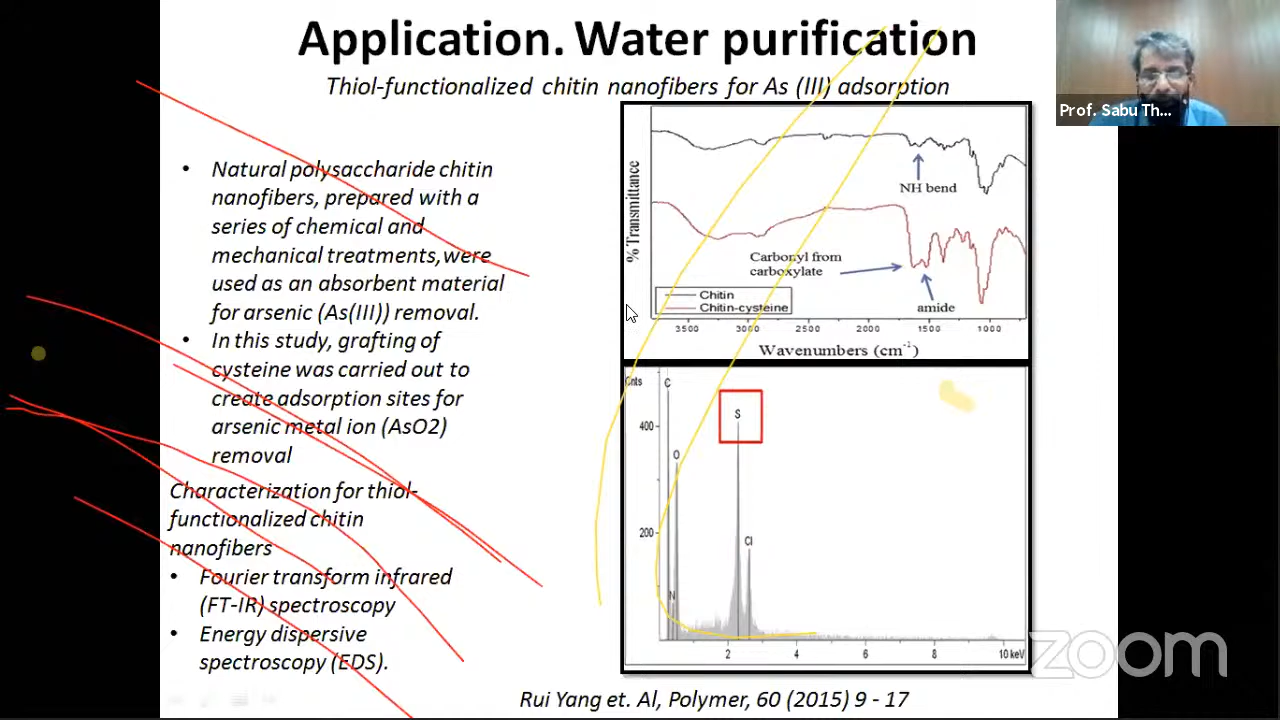 Application. Water purification
Thiol-functionalized chitin nanofibers for As (III) adsorption
Prof. Sabu Th...
• Natural polysaccharide chitin
nanofibers, prepared with a
series of chemical and
mechanical treatments,were
used as an absorbent material
for arsenic (As(III)) removal.
• In this study, grafting of
cysteine was carried out to
create adsorption sites for
arsenic metal ion (AsO2)
removal
Characterization for thiol-
functionalized chitin
nanofibers
• Fourier transform infrared
(FT-IR) spectroscopy
• Energy dispersive
spectroscopy (EDS).
% Transmittance
NH bend
Carbonyl from
carboxylate
amide
Chitin
Chitin-cysteine
3500 3000 2500 2000 1500 1000
Wavenumbers (cm⁻¹)
Cnts
C
S
O
Cl
N
400
200
2 4 6 8 10 keV
zoom
Rui Yang et. Al, Polymer, 60 (2015) 9 - 17